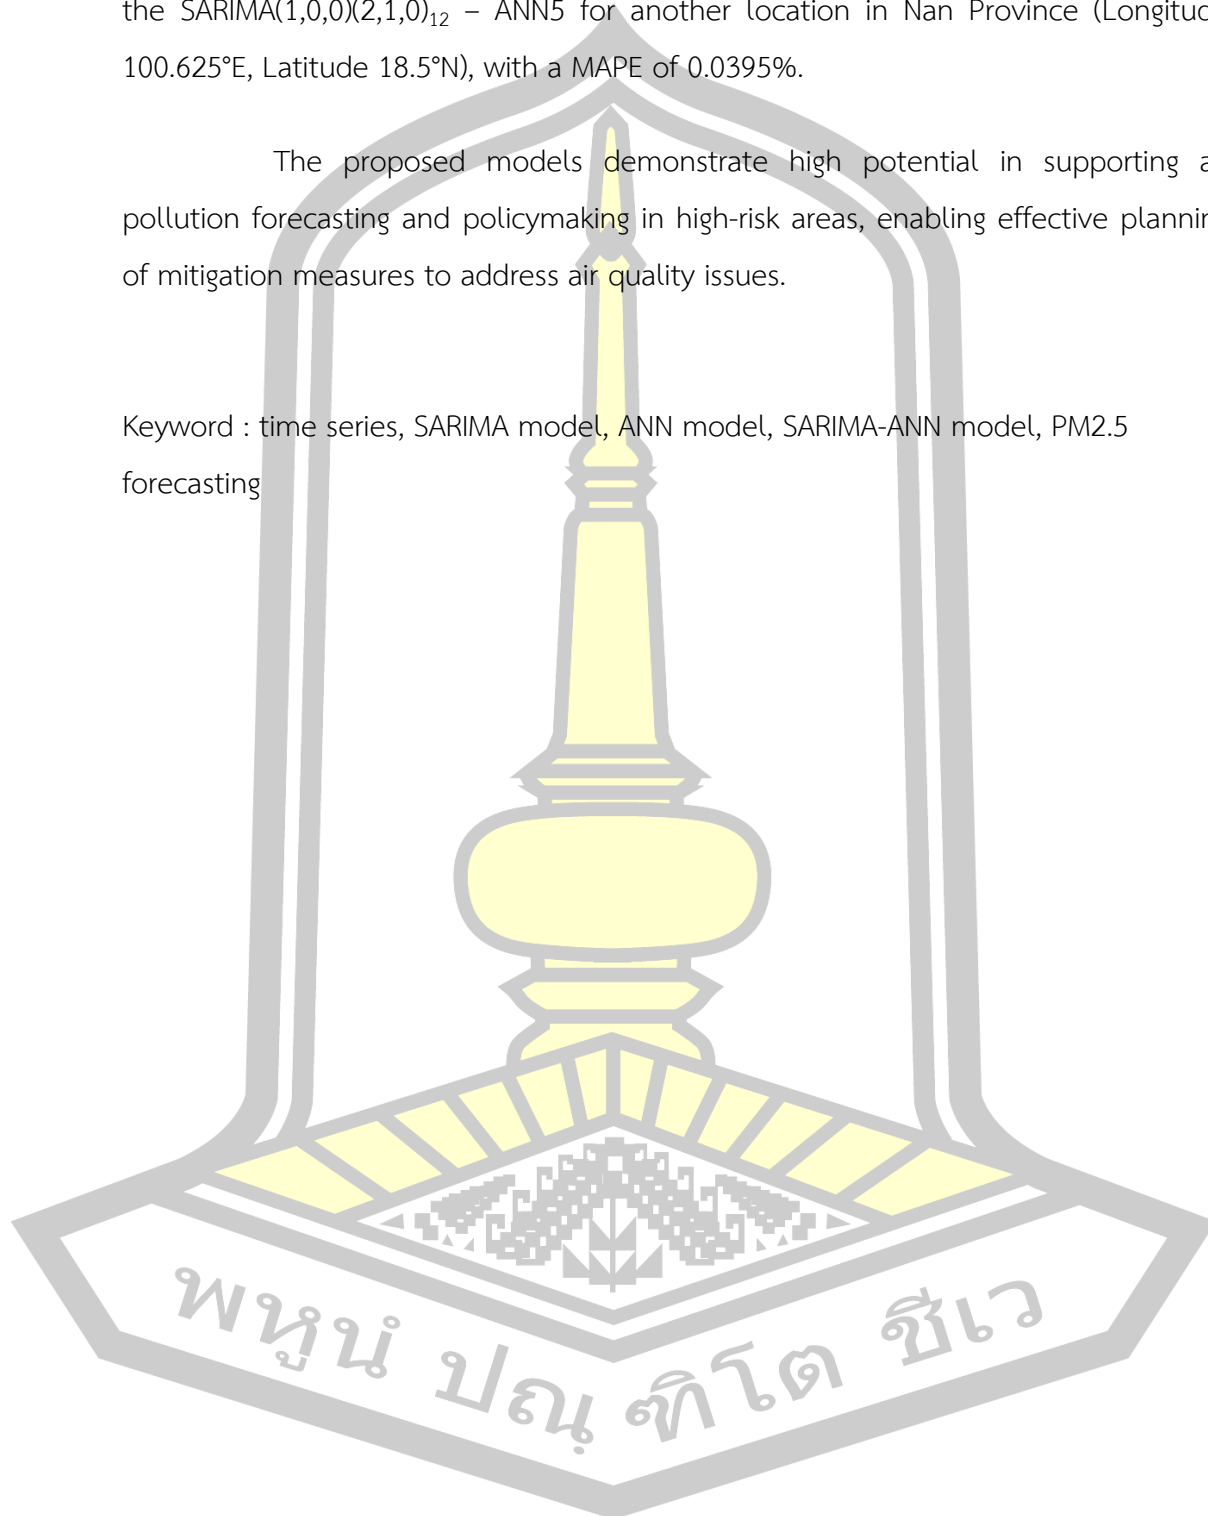 the SARIMA(1,0,0)(2,1,0)₁₂ – ANN5 for another location in Nan Province (Longitud
100.625°E, Latitude 18.5°N), with a MAPE of 0.0395%.
The proposed models demonstrate high potential in supporting a
pollution forecasting and policymaking in high-risk areas, enabling effective plannin
of mitigation measures to address air quality issues.
Keyword : time series, SARIMA model, ANN model, SARIMA-ANN model, PM2.5
forecasting
พหูนํ ปณฺฑิโต ชีเว